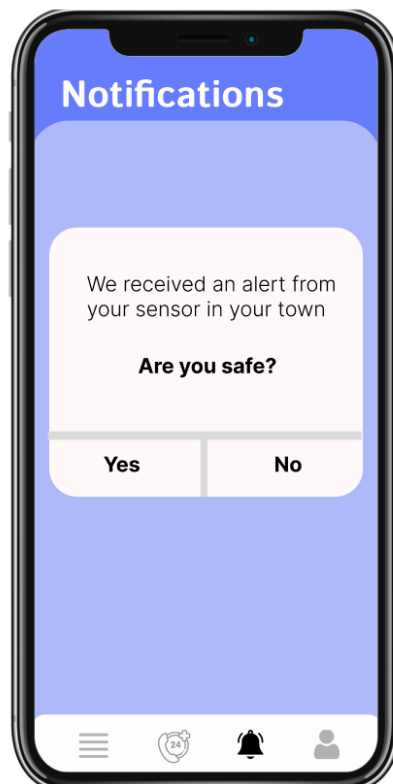 Notifications
We received an alert from
your sensor in your town
Are you safe?
Yes
No
24